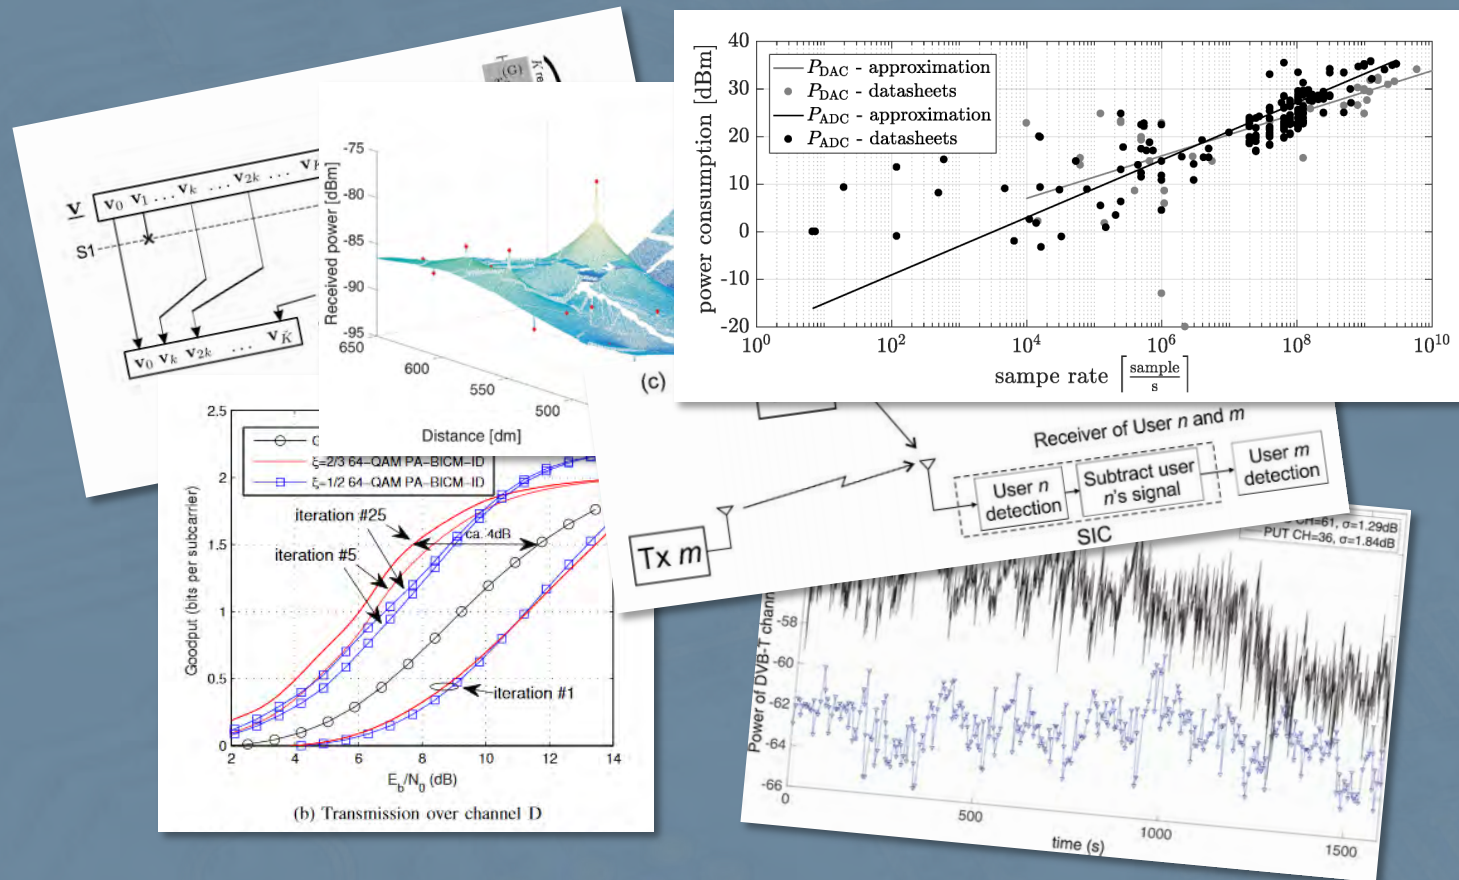 (G)
K re
v v0 v1 ... vk ... v2k ...
S1
v0 vk v2k ... vK̃
Received power [dBm]
-75
-80
-85
-90
-95
650
600
550
500
Distance [dm]
(c)
power consumption [dBm]
40
30
20
10
0
-10
-20
PDAC - approximation
PDAC - datasheets
PADC - approximation
PADC - datasheets
10^0 10^2 10^4 10^6 10^8 10^10
sampe rate [sample/s]
Goodput (bits per subcarrier)
2.5
2
1.5
1
0.5
0
ξ=2/3 64-QAM PA-BICM-ID
ξ=1/2 64-QAM PA-BICM-ID
iteration #25
ca. 4dB
iteration #5
iteration #1
2 4 6 8 10 12 14
Eb/N0 (dB)
(b) Transmission over channel D
Receiver of User n and m
User n
detection
Subtract user
n's signal
User m
detection
SIC
Tx m
CH=61, σ=1.29dB
PUT CH=36, σ=1.84dB
Power of DVB-T
-58
-60
-62
-64
-66
0 500 1000 1500
time (s)